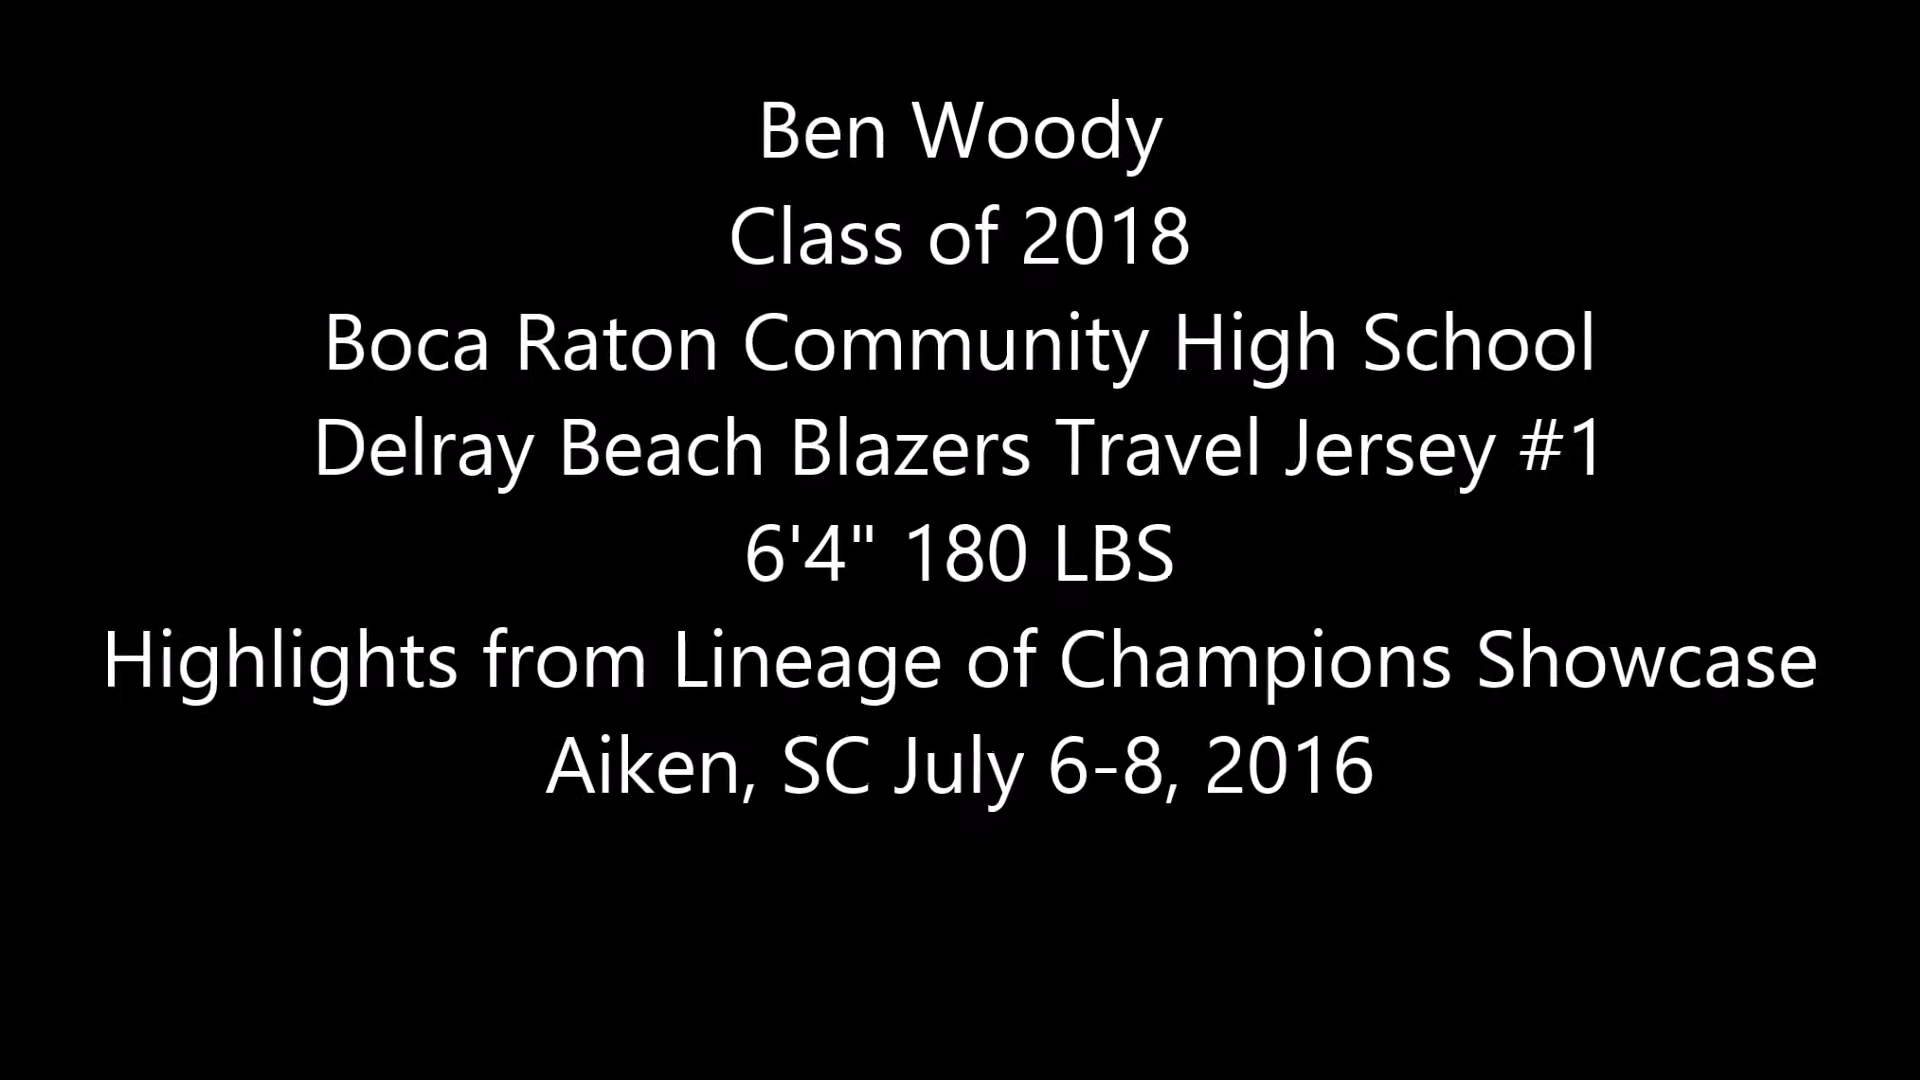 Ben Woody
Class of 2018
Boca Raton Community High School
Delray Beach Blazers Travel Jersey #1
6'4" 180 LBS
Highlights from Lineage of Champions Showcase
Aiken, SC July 6-8, 2016